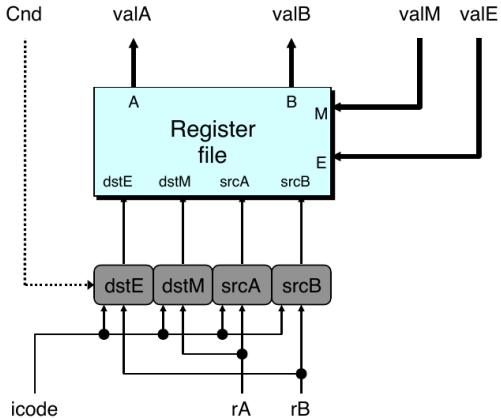 Cnd valA valB valM valE
A B
M
Register
file
E
dstE dstM srcA srcB
dstE dstM srcA srcB
icode rA rB